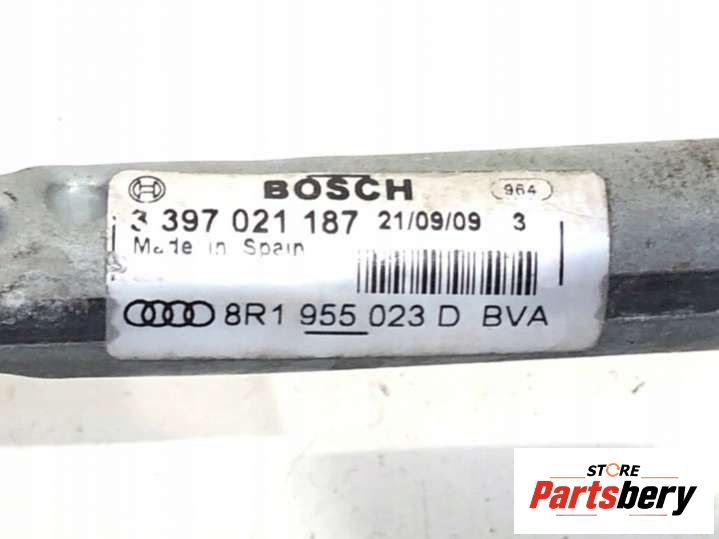 BOSCH 964
3 397 021 187 21/09/09 3
Made in Spain
8R1 955 023 D BVA
STORE
Partsbery